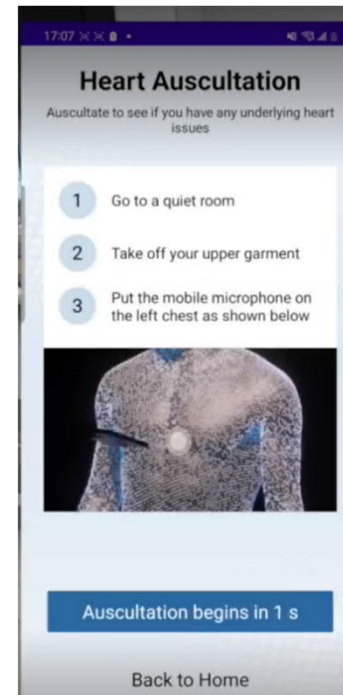 17:07
Heart Auscultation
Auscultate to see if you have any underlying heart
issues
1 Go to a quiet room
2 Take off your upper garment
3 Put the mobile microphone on
the left chest as shown below
Auscultation begins in 1 s
Back to Home